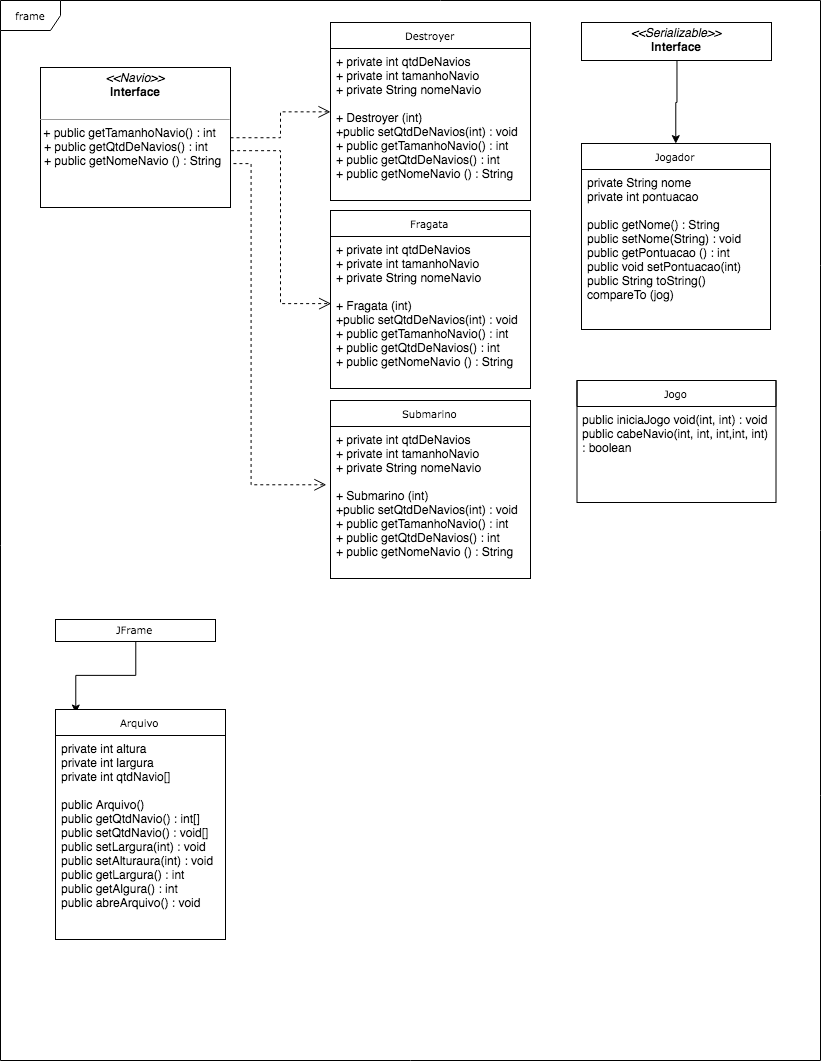 frame
<<Navio>>
Interface
+ public getTamanhoNavio() : int
+ public getQtdDeNavios() : int
+ public getNomeNavio () : String
Destroyer
+ private int qtdDeNavios
+ private int tamanhoNavio
+ private String nomeNavio
+ Destroyer (int)
+public setQtdDeNavios(int) : void
+ public getTamanhoNavio() : int
+ public getQtdDeNavios() : int
+ public getNomeNavio () : String
Fragata
+ private int qtdDeNavios
+ private int tamanhoNavio
+ private String nomeNavio
+ Fragata (int)
+public setQtdDeNavios(int) : void
+ public getTamanhoNavio() : int
+ public getQtdDeNavios() : int
+ public getNomeNavio () : String
Submarino
+ private int qtdDeNavios
+ private int tamanhoNavio
+ private String nomeNavio
+ Submarino (int)
+public setQtdDeNavios(int) : void
+ public getTamanhoNavio() : int
+ public getQtdDeNavios() : int
+ public getNomeNavio () : String
<<Serializable>>
Interface
Jogador
private String nome
private int pontuacao
public getNome() : String
public setNome(String) : void
public getPontuacao () : int
public void setPontuacao(int)
public String toString()
compareTo (jog)
Jogo
public iniciaJogo void(int, int) : void
public cabeNavio(int, int, int,int, int)
: boolean
JFrame
Arquivo
private int altura
private int largura
private int qtdNavio[]
public Arquivo()
public getQtdNavio() : int[]
public setQtdNavio() : void[]
public setLargura(int) : void
public setAlturaura(int) : void
public getLargura() : int
public getAlgura() : int
public abreArquivo() : void